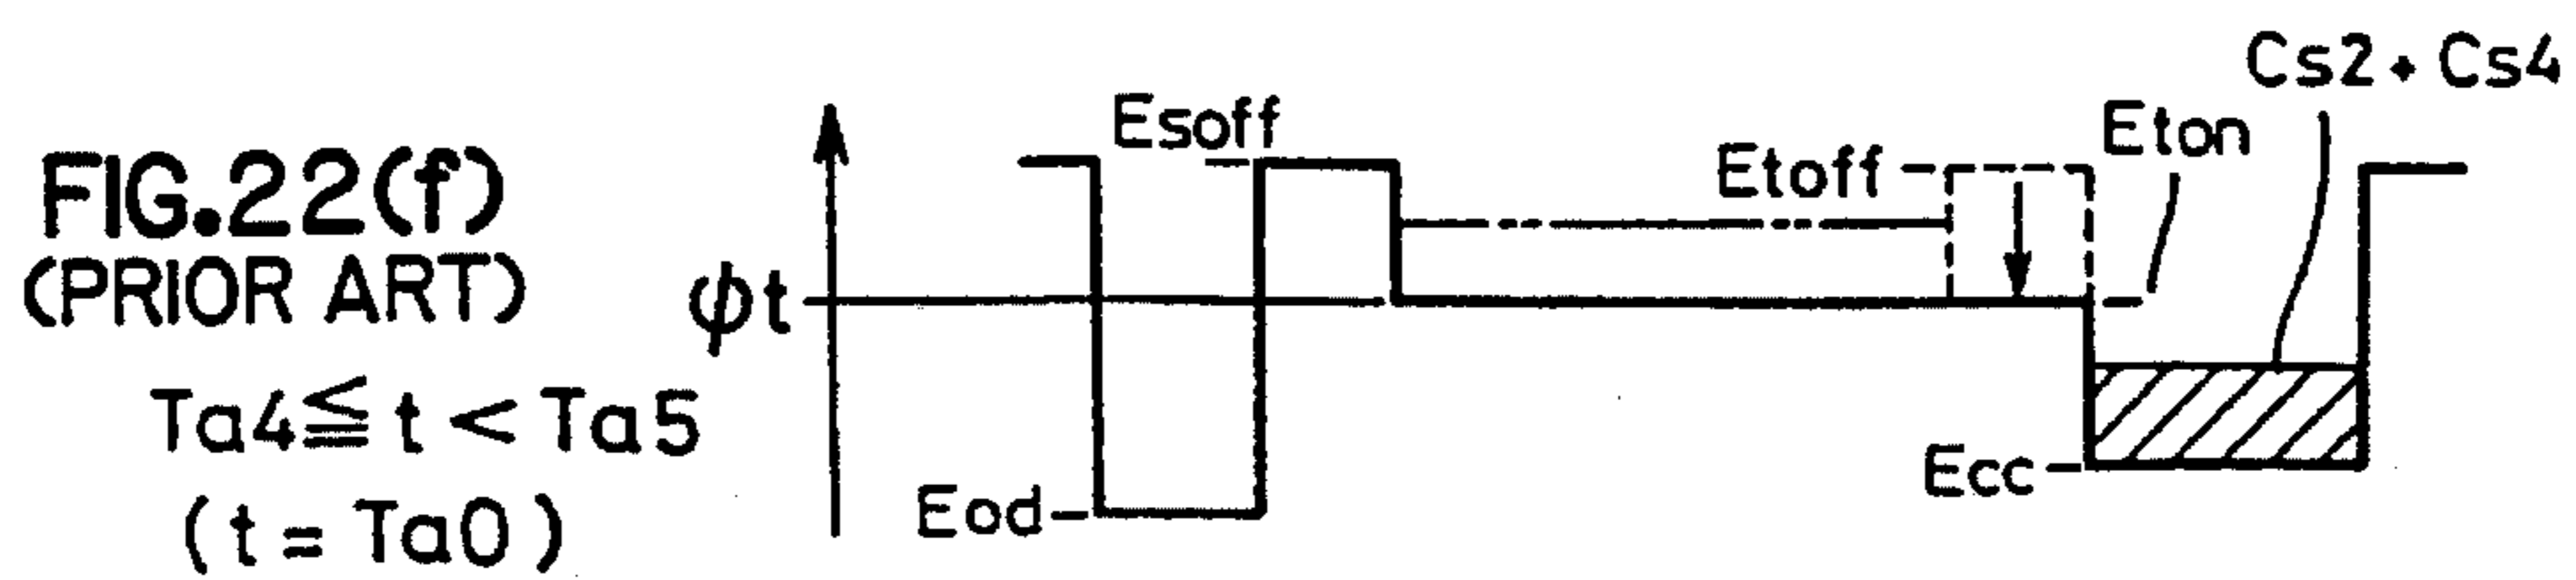 FIG.22(f)
(PRIOR ART)
Ta4≦t<Ta5
(t=Ta0)
φt
Esoff
Eod
Etoff
Eton
Cs2+Cs4
Ecc